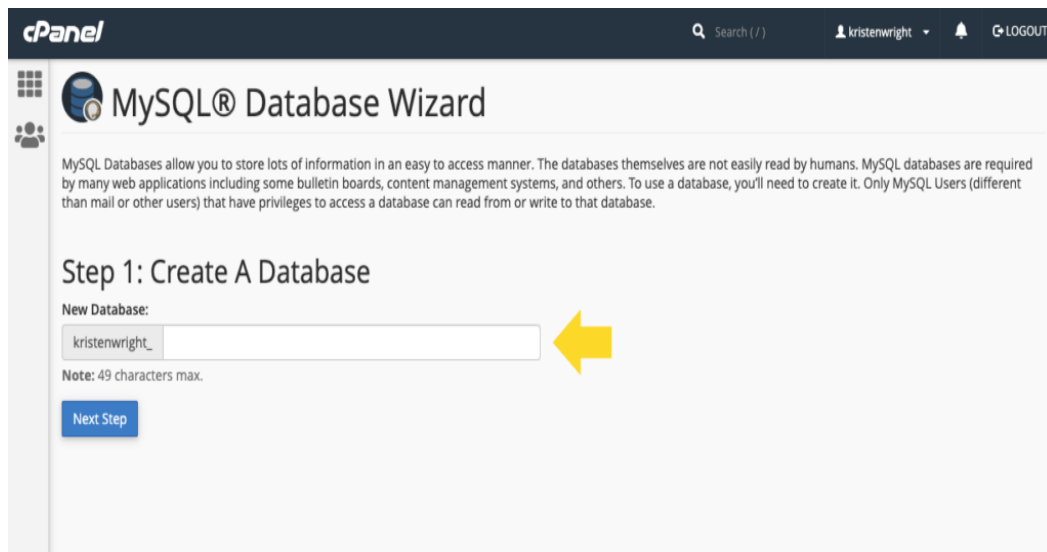 cPanel
Search ( / )
kristenwright
LOGOUT
MySQL® Database Wizard
MySQL Databases allow you to store lots of information in an easy to access manner. The databases themselves are not easily read by humans. MySQL databases are required
by many web applications including some bulletin boards, content management systems, and others. To use a database, you'll need to create it. Only MySQL Users (different
than mail or other users) that have privileges to access a database can read from or write to that database.
Step 1: Create A Database
New Database:
kristenwright_
Note: 49 characters max.
Next Step